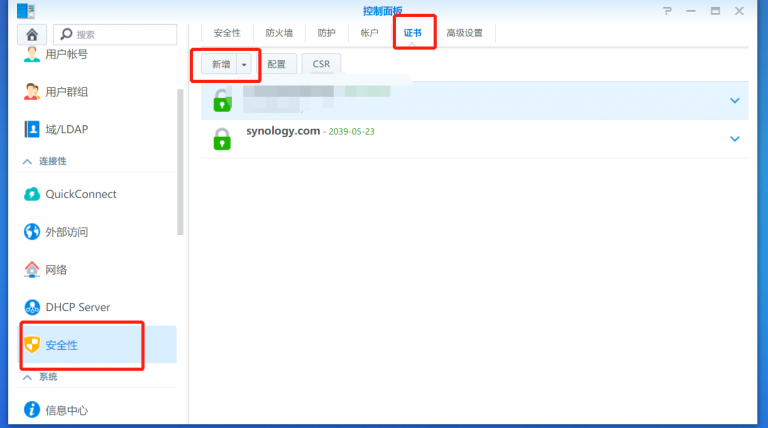 控制面板
搜索
用户帐号
用户群组
域/LDAP
连接性
QuickConnect
外部访问
网络
DHCP Server
安全性
系统
信息中心
安全性 防火墙 防护 帐户 证书 高级设置
新增 配置 CSR
synology.com - 2039-05-23